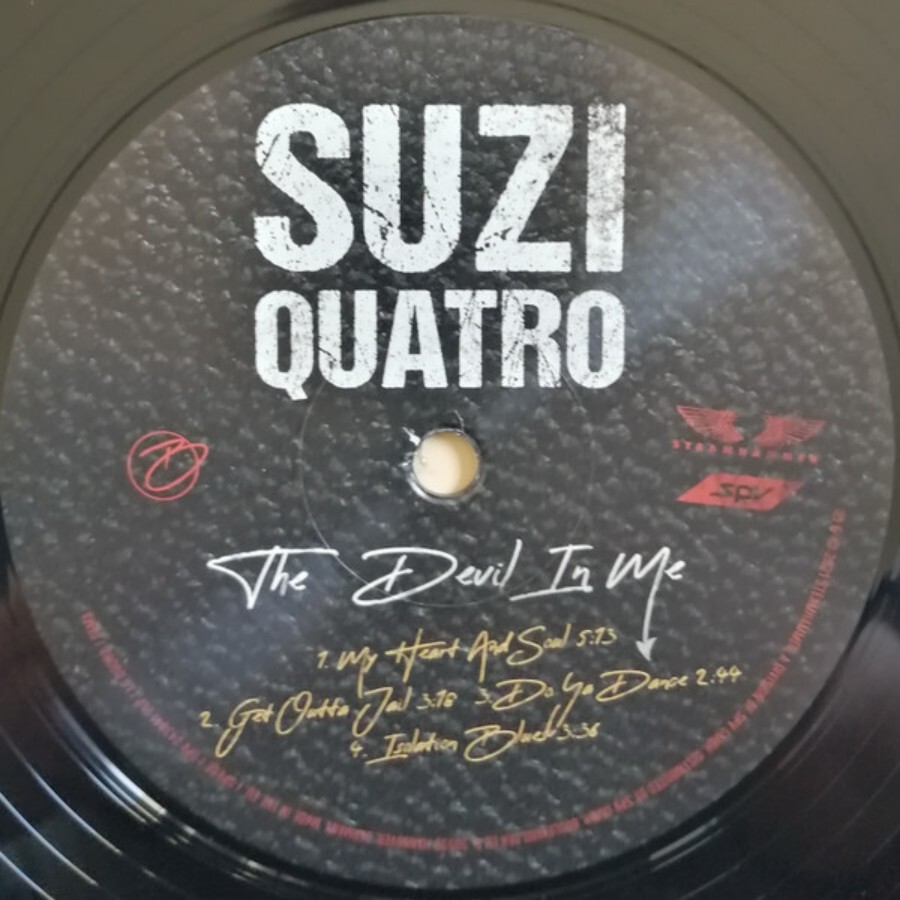 SUZI
QUATRO
STEAMHAMMER
SPV
The Devil In Me
1. My Heart And Soul 5:13
2. Get Outta Jail 3:18 3. Do Ya Dance 2:44
4. Isolation Blues 3:36